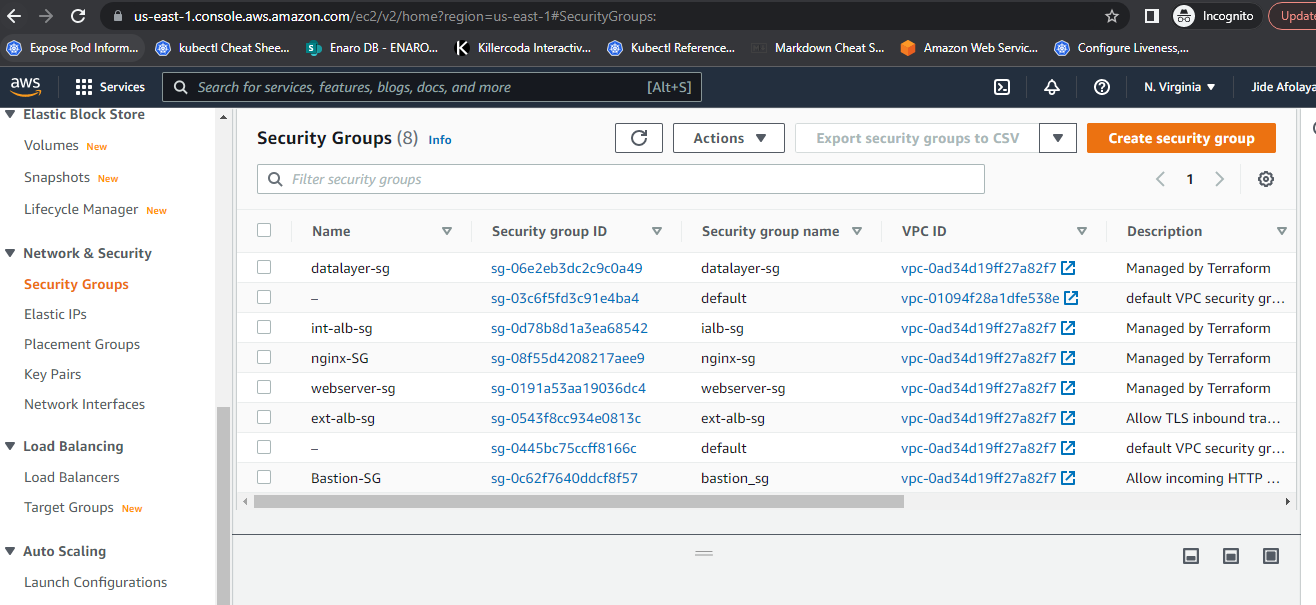 us-east-1.console.aws.amazon.com/ec2/v2/home?region=us-east-1#SecurityGroups:
Incognito
Update
Expose Pod Inform...
kubectl Cheat Shee...
Enaro DB - ENARO...
Killercoda Interactiv...
Kubectl Reference...
Markdown Cheat S...
Amazon Web Servic...
Configure Liveness,...
aws
Services
Search for services, features, blogs, docs, and more
[Alt+S]
N. Virginia
Jide Afolaya
Elastic Block Store
Volumes New
Snapshots New
Lifecycle Manager New
Network & Security
Security Groups
Elastic IPs
Placement Groups
Key Pairs
Network Interfaces
Load Balancing
Load Balancers
Target Groups New
Auto Scaling
Launch Configurations
Security Groups (8) Info
Actions
Export security groups to CSV
Create security group
Filter security groups
1
Name Security group ID Security group name VPC ID Description
datalayer-sg sg-06e2eb3dc2c9c0a49 datalayer-sg vpc-0ad34d19ff27a82f7 Managed by Terraform
– sg-03c6f5fd3c91e4ba4 default vpc-01094f28a1dfe538e default VPC security gr...
int-alb-sg sg-0d78b8d1a3ea68542 ialb-sg vpc-0ad34d19ff27a82f7 Managed by Terraform
nginx-SG sg-08f55d4208217aee9 nginx-sg vpc-0ad34d19ff27a82f7 Managed by Terraform
webserver-sg sg-0191a53aa19036dc4 webserver-sg vpc-0ad34d19ff27a82f7 Managed by Terraform
ext-alb-sg sg-0543f8cc934e0813c ext-alb-sg vpc-0ad34d19ff27a82f7 Allow TLS inbound tra...
– sg-0445bc75ccff8166c default vpc-0ad34d19ff27a82f7 default VPC security gr...
Bastion-SG sg-0c62f7640ddcf8f57 bastion_sg vpc-0ad34d19ff27a82f7 Allow incoming HTTP ...